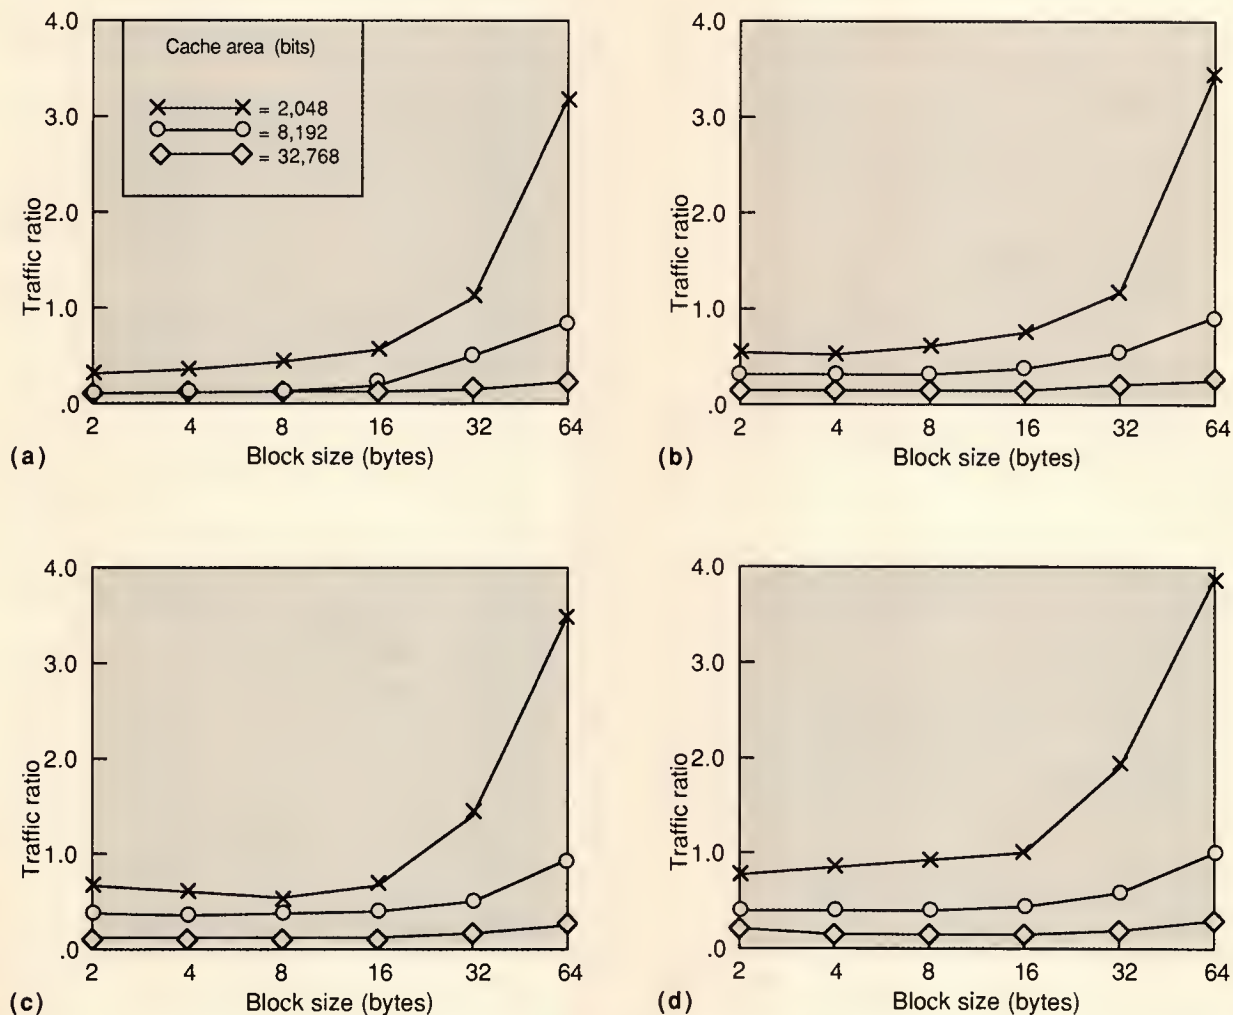 4.0
3.0
2.0
1.0
.0
Traffic ratio
Cache area (bits)
= 2,048
= 8,192
= 32,768
2 4 8 16 32 64
(a) Block size (bytes)
4.0
3.0
2.0
1.0
.0
Traffic ratio
2 4 8 16 32 64
(b) Block size (bytes)
4.0
3.0
2.0
1.0
.0
Traffic ratio
2 4 8 16 32 64
(c) Block size (bytes)
4.0
3.0
2.0
1.0
.0
Traffic ratio
2 4 8 16 32 64
(d) Block size (bytes)